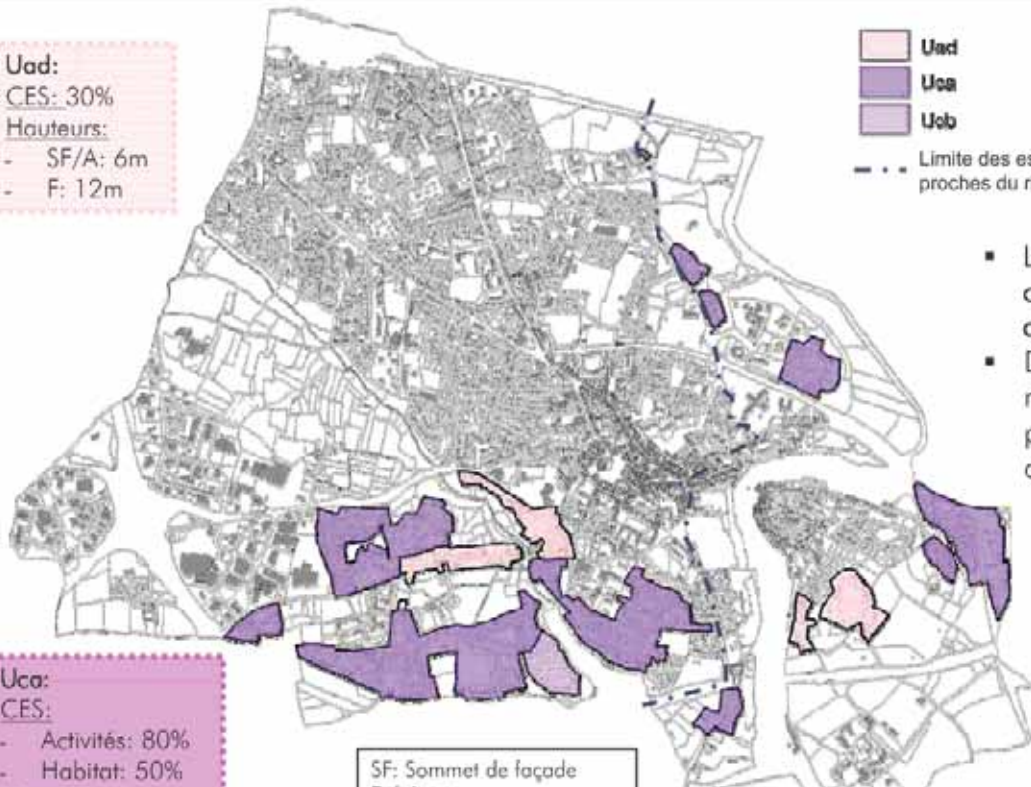 Uad:
CES: 30%
Hauteurs:
- SF/A: 6m
- F: 12m
Uad
Uca
Ucb
Limite des es
proches du r
Uca:
CES:
- Activités: 80%
- Habitat: 50%
SF: Sommet de façade